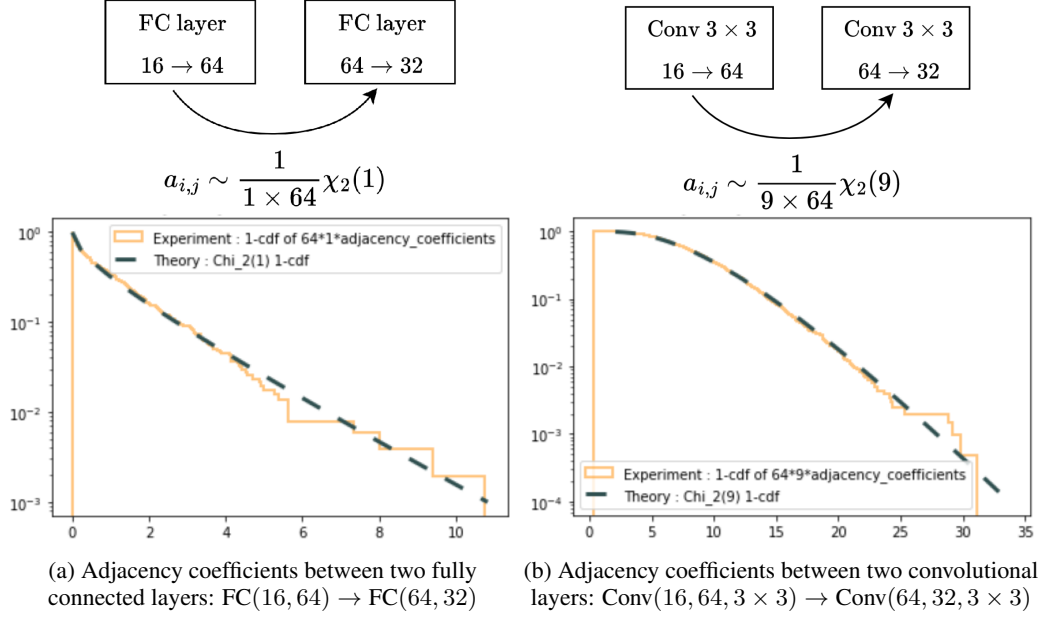 FC layer
16 → 64
FC layer
64 → 32
a_{i,j} ∼ \frac{1}{1 × 64} χ_2(1)
10^0
10^{-1}
10^{-2}
10^{-3}
Experiment : 1-cdf of 64*1*adjacency_coefficients
Theory : Chi_2(1) 1-cdf
0 2 4 6 8 10
(a) Adjacency coefficients between two fully
connected layers: FC(16, 64) → FC(64, 32)
Conv 3 × 3
16 → 64
Conv 3 × 3
64 → 32
a_{i,j} ∼ \frac{1}{9 × 64} χ_2(9)
10^0
10^{-1}
10^{-2}
10^{-3}
10^{-4}
Experiment : 1-cdf of 64*9*adjacency_coefficients
Theory : Chi_2(9) 1-cdf
0 5 10 15 20 25 30 35
(b) Adjacency coefficients between two convolutional
layers: Conv(16, 64, 3 × 3) → Conv(64, 32, 3 × 3)